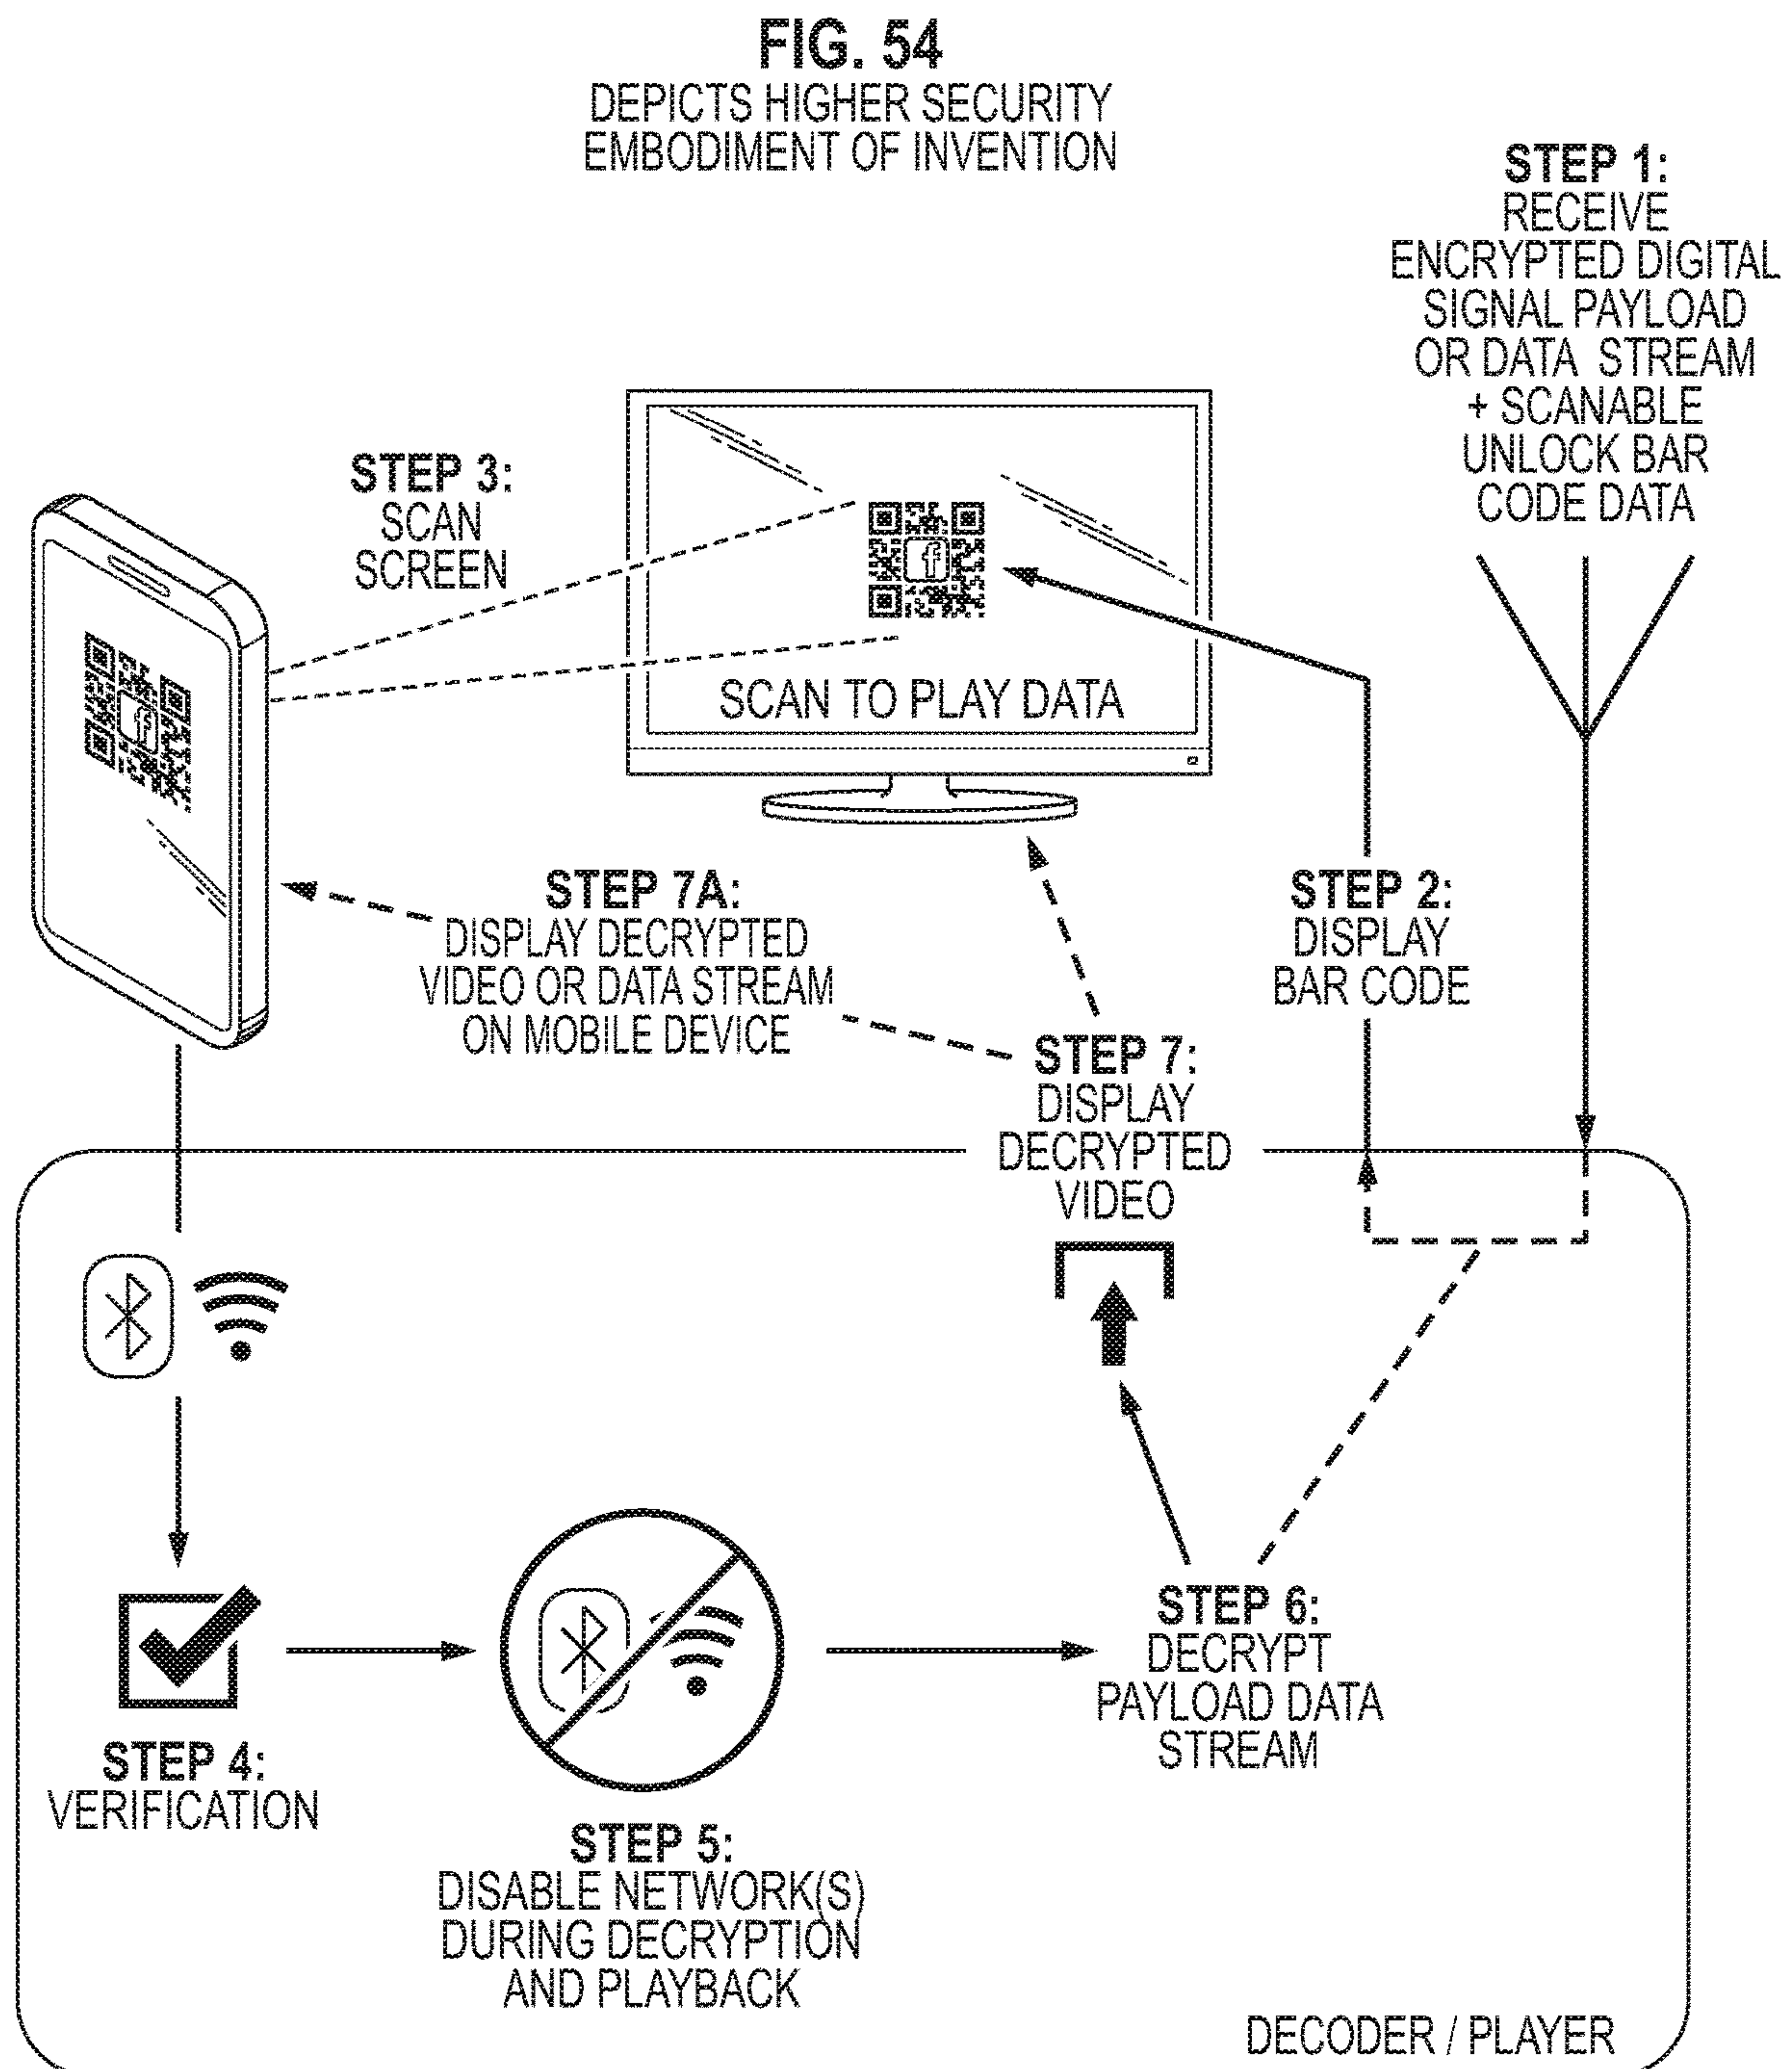 FIG. 54
DEPICTS HIGHER SECURITY
EMBODIMENT OF INVENTION
STEP 1:
RECEIVE
ENCRYPTED DIGITAL
SIGNAL PAYLOAD
OR DATA STREAM
+ SCANABLE
UNLOCK BAR
CODE DATA
STEP 3:
SCAN
SCREEN
f
f
SCAN TO PLAY DATA
STEP 7A:
DISPLAY DECRYPTED
VIDEO OR DATA STREAM
ON MOBILE DEVICE
STEP 2:
DISPLAY
BAR CODE
STEP 7:
DISPLAY
DECRYPTED
VIDEO
STEP 4:
VERIFICATION
STEP 5:
DISABLE NETWORK(S)
DURING DECRYPTION
AND PLAYBACK
STEP 6:
DECRYPT
PAYLOAD DATA
STREAM
DECODER / PLAYER